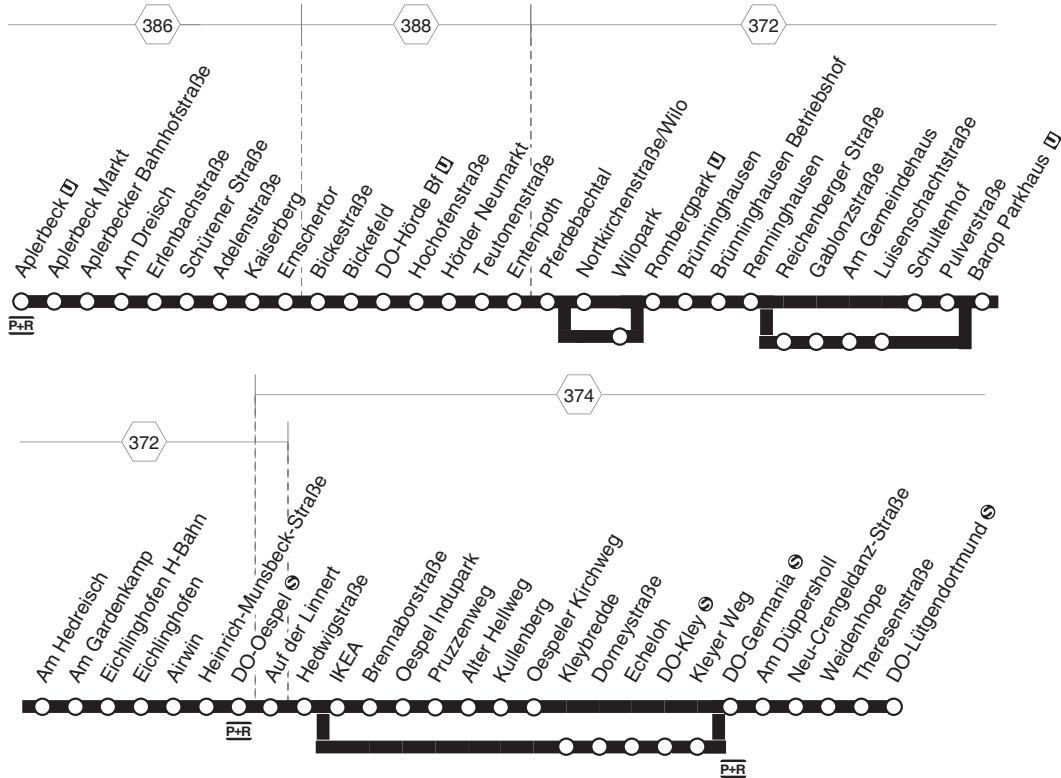 386
388
372
Aplerbeck U
Aplerbeck Markt
Aplerbecker Bahnhofstraße
Am Dreisch
Erlenbachstraße
Schürener Straße
Adelenstraße
Kaiserberg
Emschertor
Bickestraße
Bickefeld
DO-Hörde Bf U
Hochofenstraße
Hörder Neumarkt
Teutonenstraße
Entenpoth
Pferdebachtal
Nortkirchenstraße/Wilo
Wilopark
Rombergpark U
Brünninghausen
Brünninghausen Betriebshof
Renninghausen
Reichenberger Straße
Gablonzstraße
Am Gemeindehaus
Luisenschachtstraße
Schultenhof
Pulverstraße
Barop Parkhaus U
P+R
374
372
Am Hedreisch
Am Gardenkamp
Eichlinghofen H-Bahn
Eichlinghofen
Airwin
Heinrich-Munsbeck-Straße
DO-Oespel S
Auf der Linnert
Hedwigstraße
IKEA
Brennaborstraße
Oespel Indupark
Pruzzenweg
Alter Hellweg
Kullenberg
Oespeler Kirchweg
Kleybredde
Dorneystraße
Echeloh
DO-Kley S
Kleyer Weg
DO-Germania S
Am Düppersholl
Neu-Crengeldanz-Straße
Weidenhope
Theresenstraße
DO-Lütgendortmund S
P+R
P+R